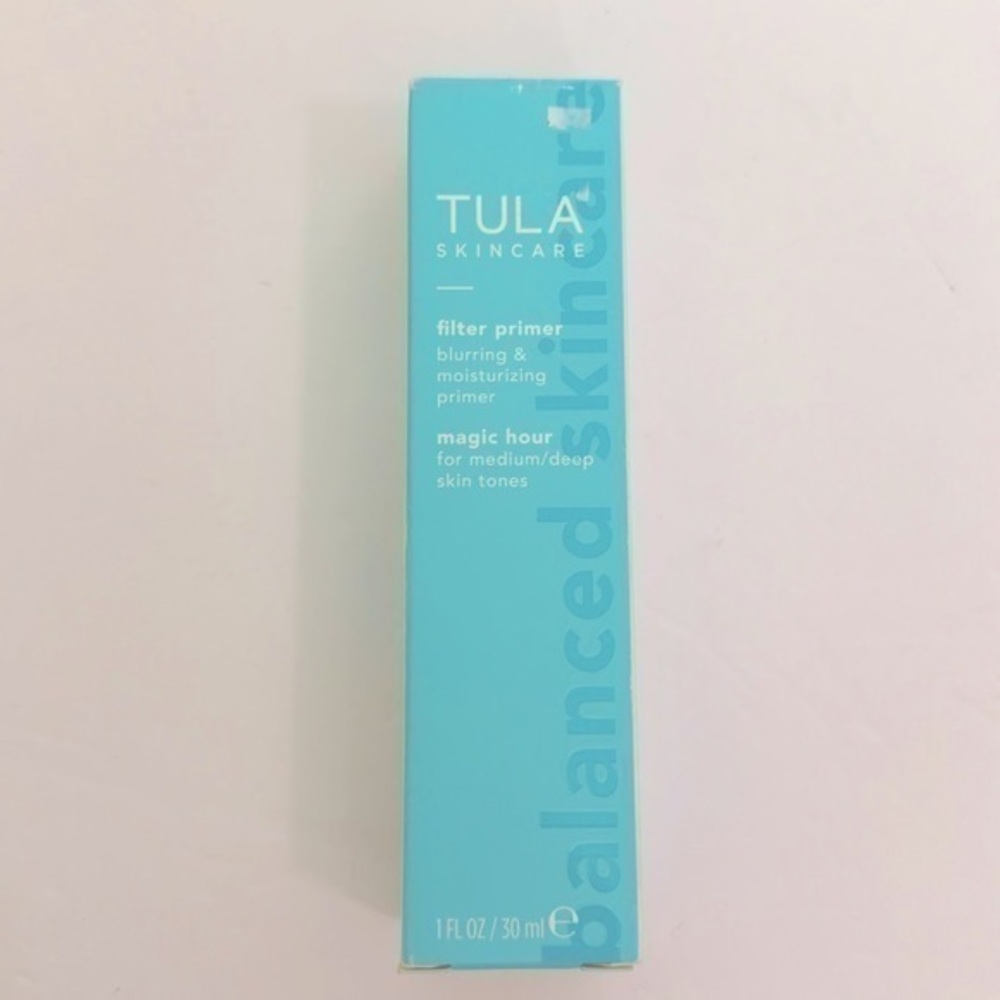 TULA
SKINCARE
filter primer
blurring &
moisturizing
primer
magic hour
for medium/deep
skin tones
1 FL OZ / 30 ml ℮
balanced skincare